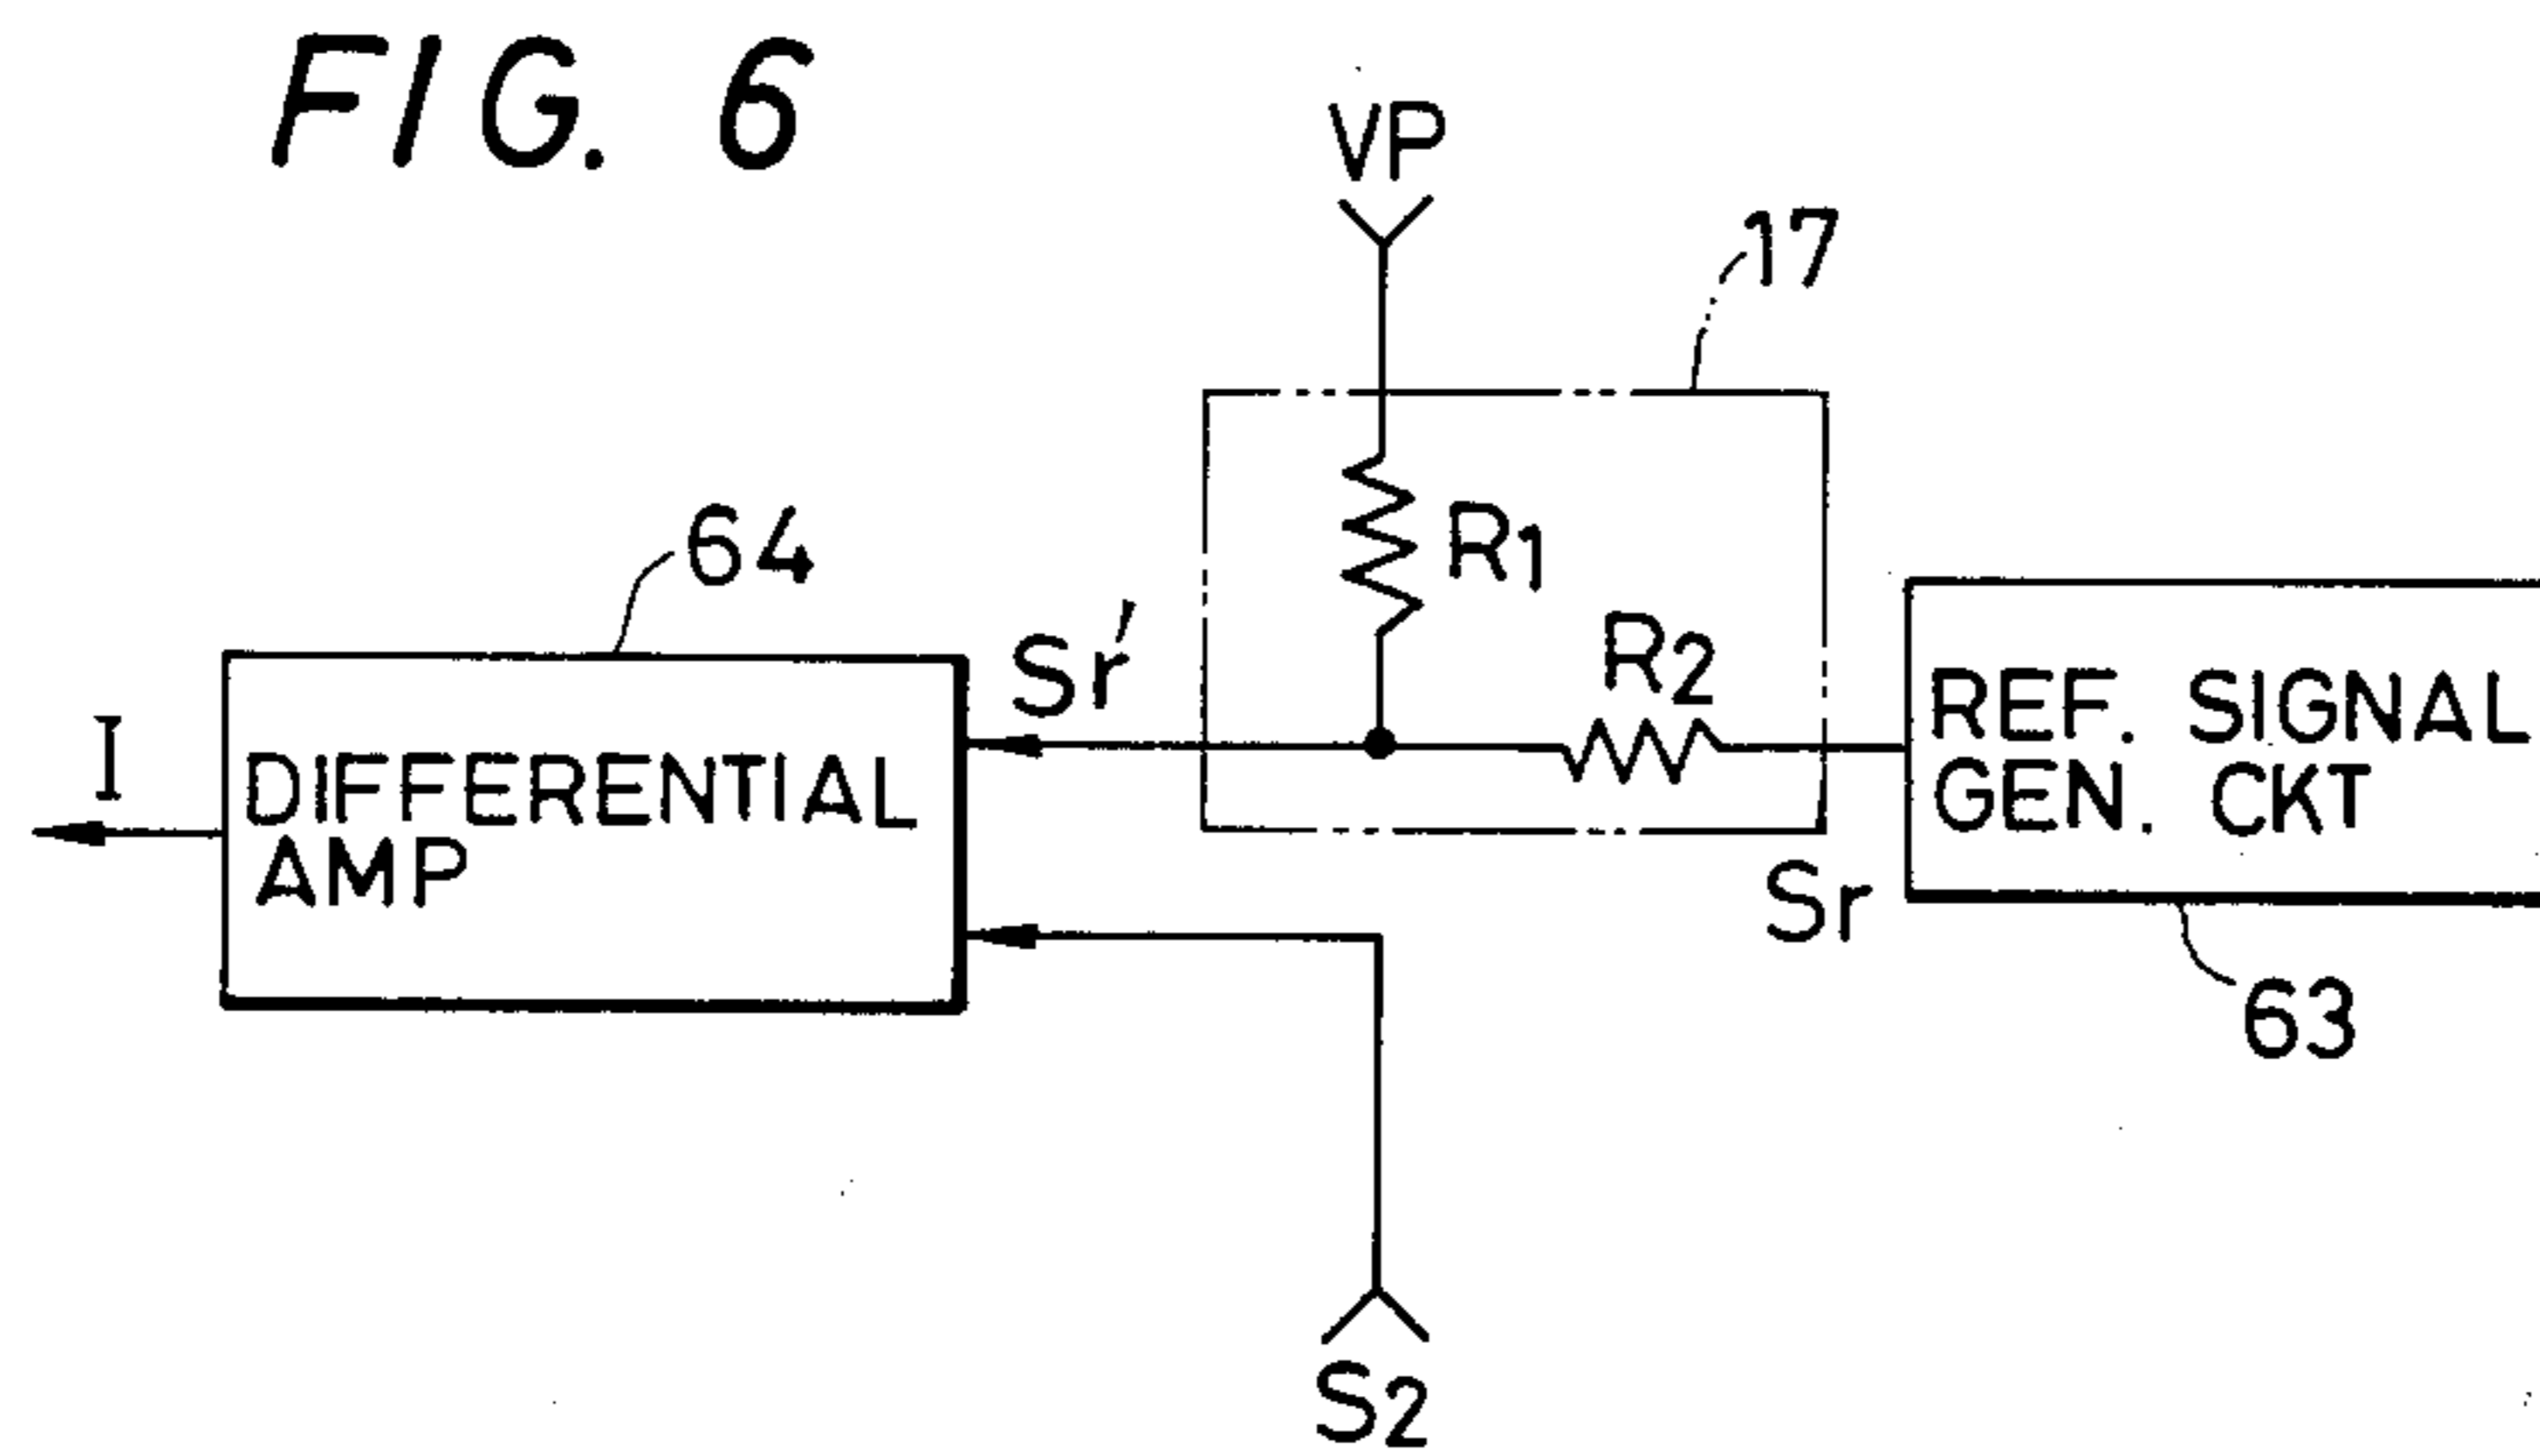 FIG. 6
VP
17
R1
64
Sr'
R2
I
DIFFERENTIAL
AMP
REF. SIGNAL
GEN. CKT
Sr
63
S2